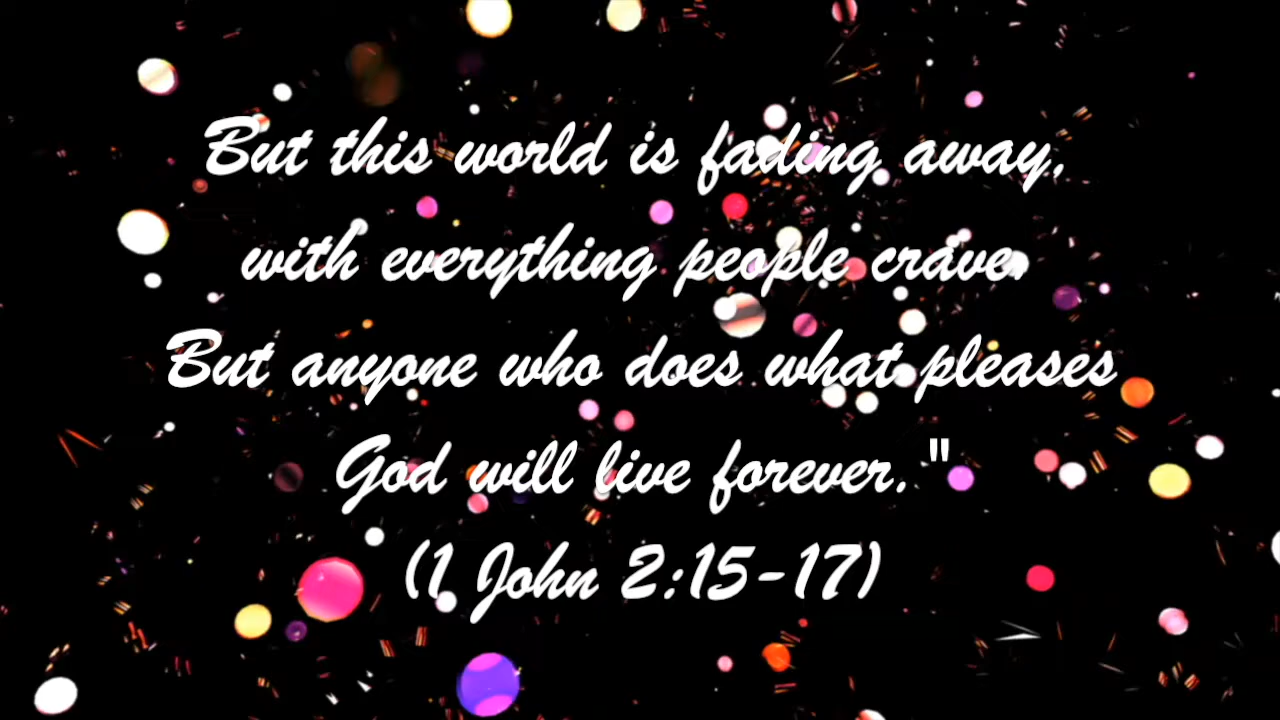 But this world is fading away,
with everything people crave.
But anyone who does what pleases
God will live forever."
(1 John 2:15-17)